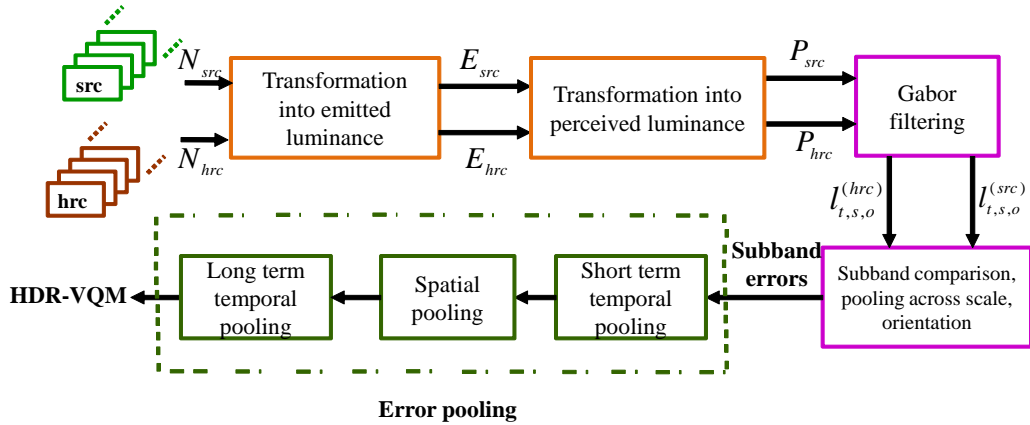 src
hrc
N_src
N_hrc
Transformation
into emitted
luminance
E_src
E_hrc
Transformation into
perceived luminance
P_src
P_hrc
Gabor
filtering
l_{t,s,o}^{(hrc)}
l_{t,s,o}^{(src)}
Subband comparison,
pooling across scale,
orientation
Subband
errors
Short term
temporal
pooling
Spatial
pooling
Long term
temporal
pooling
HDR-VQM
Error pooling